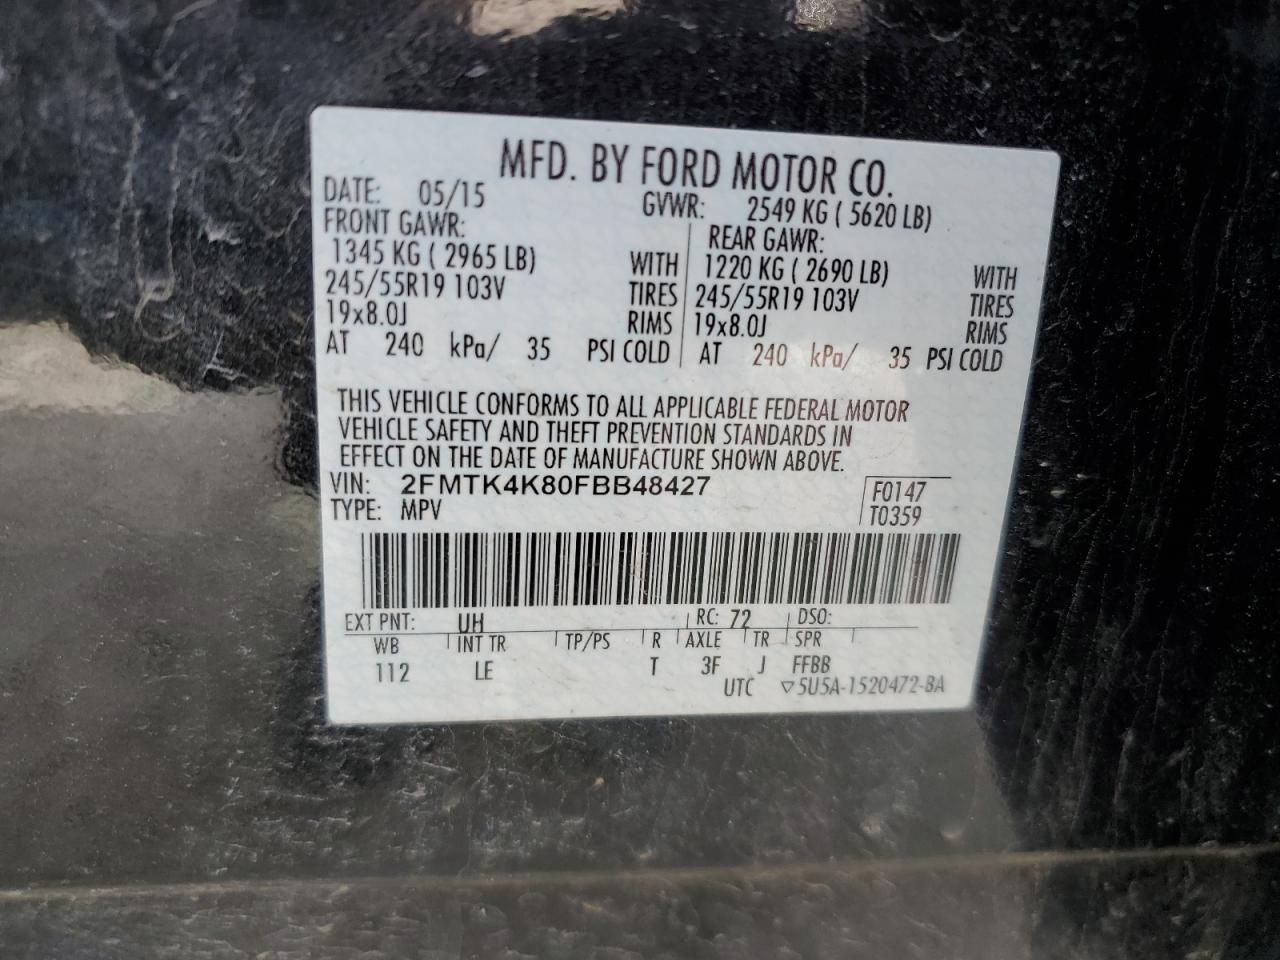 MFD. BY FORD MOTOR CO.
DATE: 05/15 GVWR: 2549 KG ( 5620 LB)
FRONT GAWR: REAR GAWR:
1345 KG ( 2965 LB) WITH 1220 KG ( 2690 LB) WITH
245/55R19 103V TIRES 245/55R19 103V TIRES
19x8.0J RIMS 19x8.0J RIMS
AT 240 kPa/ 35 PSI COLD AT 240 kPa/ 35 PSI COLD
THIS VEHICLE CONFORMS TO ALL APPLICABLE FEDERAL MOTOR
VEHICLE SAFETY AND THEFT PREVENTION STANDARDS IN
EFFECT ON THE DATE OF MANUFACTURE SHOWN ABOVE.
VIN: 2FMTK4K80FBB48427 F0147
TYPE: MPV T0359
EXT PNT: UH RC: 72 DSO:
WB INT TR TP/PS R AXLE TR SPR
112 LE T 3F J FFBB
UTC ▽5U5A-1520472-BA